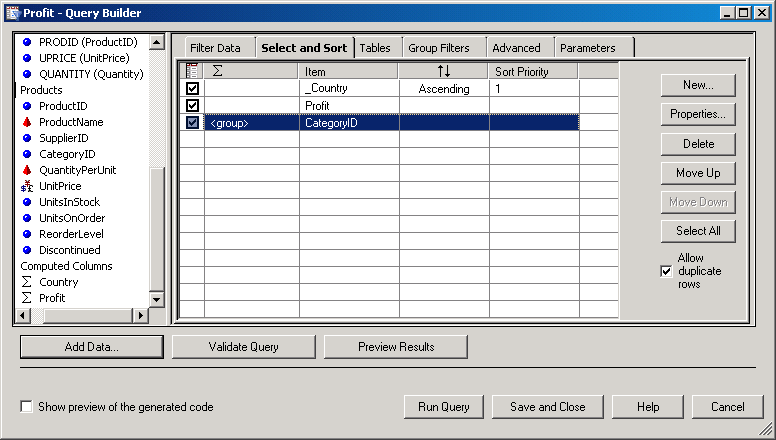 Profit - Query Builder
PRODID (ProductID)
UPRICE (UnitPrice)
QUANTITY (Quantity)
Products
ProductID
ProductName
SupplierID
CategoryID
QuantityPerUnit
UnitPrice
UnitsInStock
UnitsOnOrder
ReorderLevel
Discontinued
Computed Columns
Σ Country
Σ Profit
Filter Data Select and Sort Tables Group Filters Advanced Parameters
Σ Item ↑↓ Sort Priority
_Country Ascending 1
Profit
<group> CategoryID
New...
Properties...
Delete
Move Up
Move Down
Select All
Allow
duplicate
rows
Add Data... Validate Query Preview Results
Show preview of the generated code
Run Query Save and Close Help Cancel